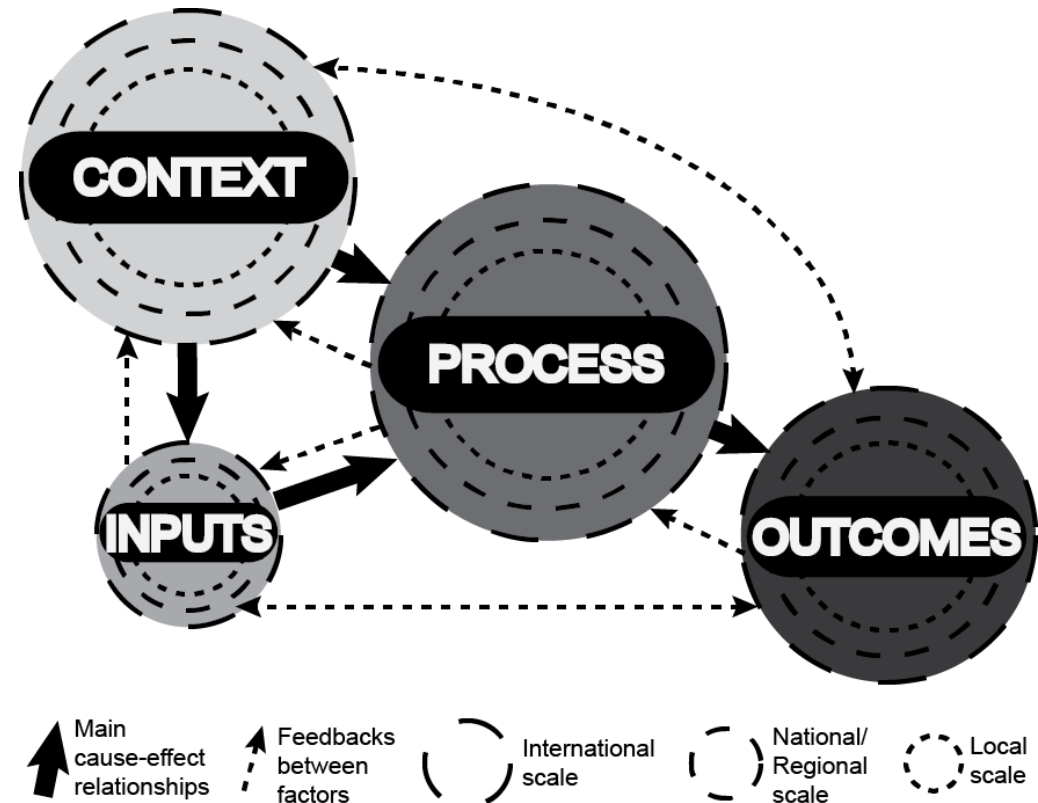 CONTEXT
PROCESS
INPUTS
OUTCOMES
Main
cause-effect
relationships
Feedbacks
between
factors
International
scale
National/
Regional
scale
Local
scale